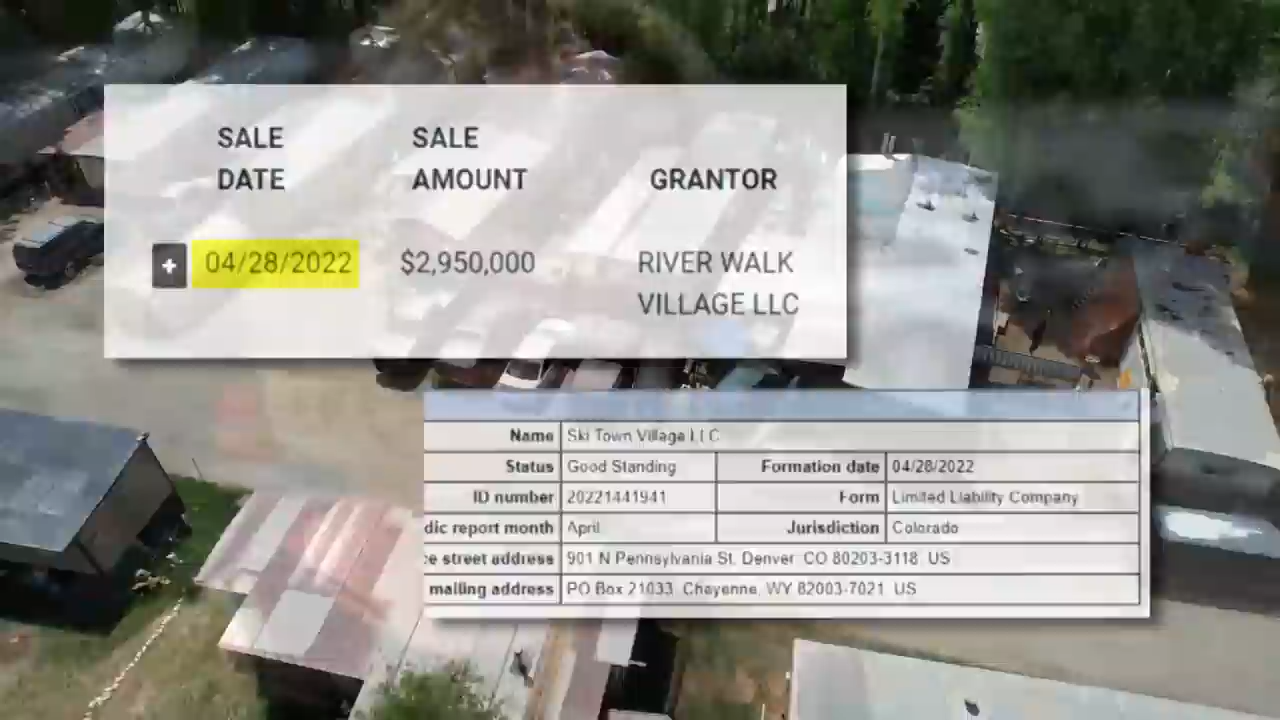 SALE DATE SALE AMOUNT GRANTOR
+ 04/28/2022 $2,950,000 RIVER WALK VILLAGE LLC
Name Ski Town Village LLC
Status Good Standing Formation date 04/28/2022
ID number 20221441941 Form Limited Liability Company
dic report month April Jurisdiction Colorado
e street address 901 N Pennsylvania St, Denver, CO 80203-3118, US
mailing address PO Box 21033, Cheyenne, WY 82003-7021, US